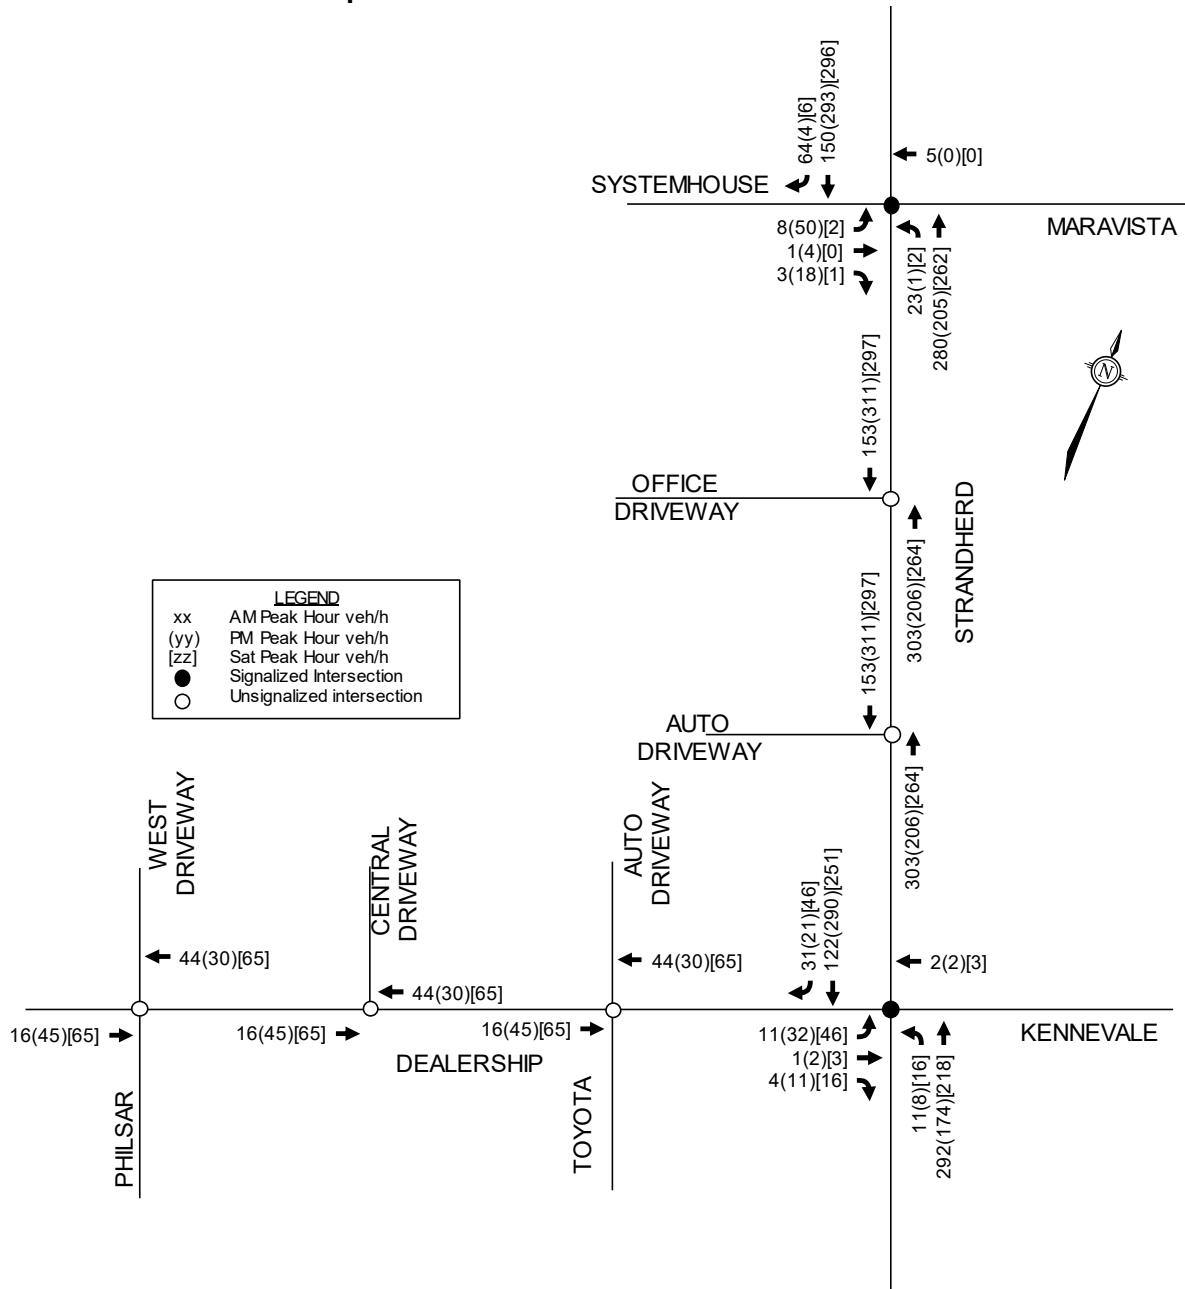 64(4)[6]
150(293)[296]
5(0)[0]
SYSTEMHOUSE
MARAVISTA
8(50)[2]
1(4)[0]
3(18)[1]
23(1)[2]
280(205)[262]
N
153(311)[297]
OFFICE
DRIVEWAY
303(206)[264]
STRANDHERD
LEGEND
xx AM Peak Hour veh/h
(yy) PM Peak Hour veh/h
[zz] Sat Peak Hour veh/h
Signalized Intersection
Unsignalized intersection
153(311)[297]
AUTO
DRIVEWAY
303(206)[264]
WEST
DRIVEWAY
CENTRAL
DRIVEWAY
AUTO
DRIVEWAY
31(21)[46]
122(290)[251]
44(30)[65]
44(30)[65]
44(30)[65]
2(2)[3]
16(45)[65]
16(45)[65]
16(45)[65]
DEALERSHIP
11(32)[46]
1(2)[3]
4(11)[16]
KENNEVALE
11(8)[16]
292(174)[218]
PHILSAR
TOYOTA